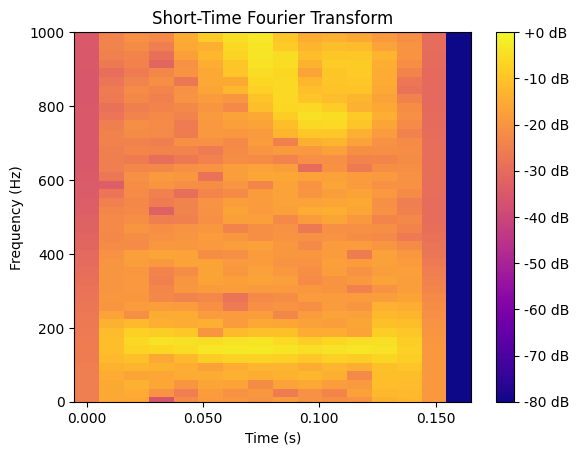 Short-Time Fourier Transform
1000
800
600
400
200
0
Frequency (Hz)
0.000
0.050
0.100
0.150
Time (s)
+0 dB
-10 dB
-20 dB
-30 dB
-40 dB
-50 dB
-60 dB
-70 dB
-80 dB